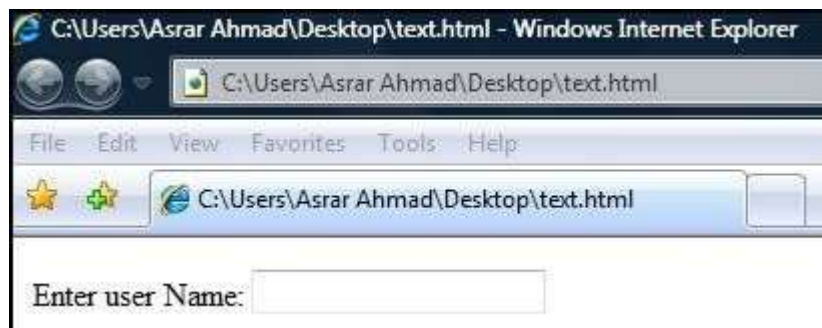 C:\Users\Asrar Ahmad\Desktop\text.html - Windows Internet Explorer
C:\Users\Asrar Ahmad\Desktop\text.html
File Edit View Favorites Tools Help
C:\Users\Asrar Ahmad\Desktop\text.html
Enter user Name: